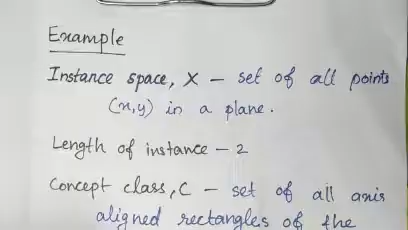 Example
Instance space, X - set of all points
(x,y) in a plane.
Length of instance - 2
Concept class, C - set of all axis
aligned rectangles of the